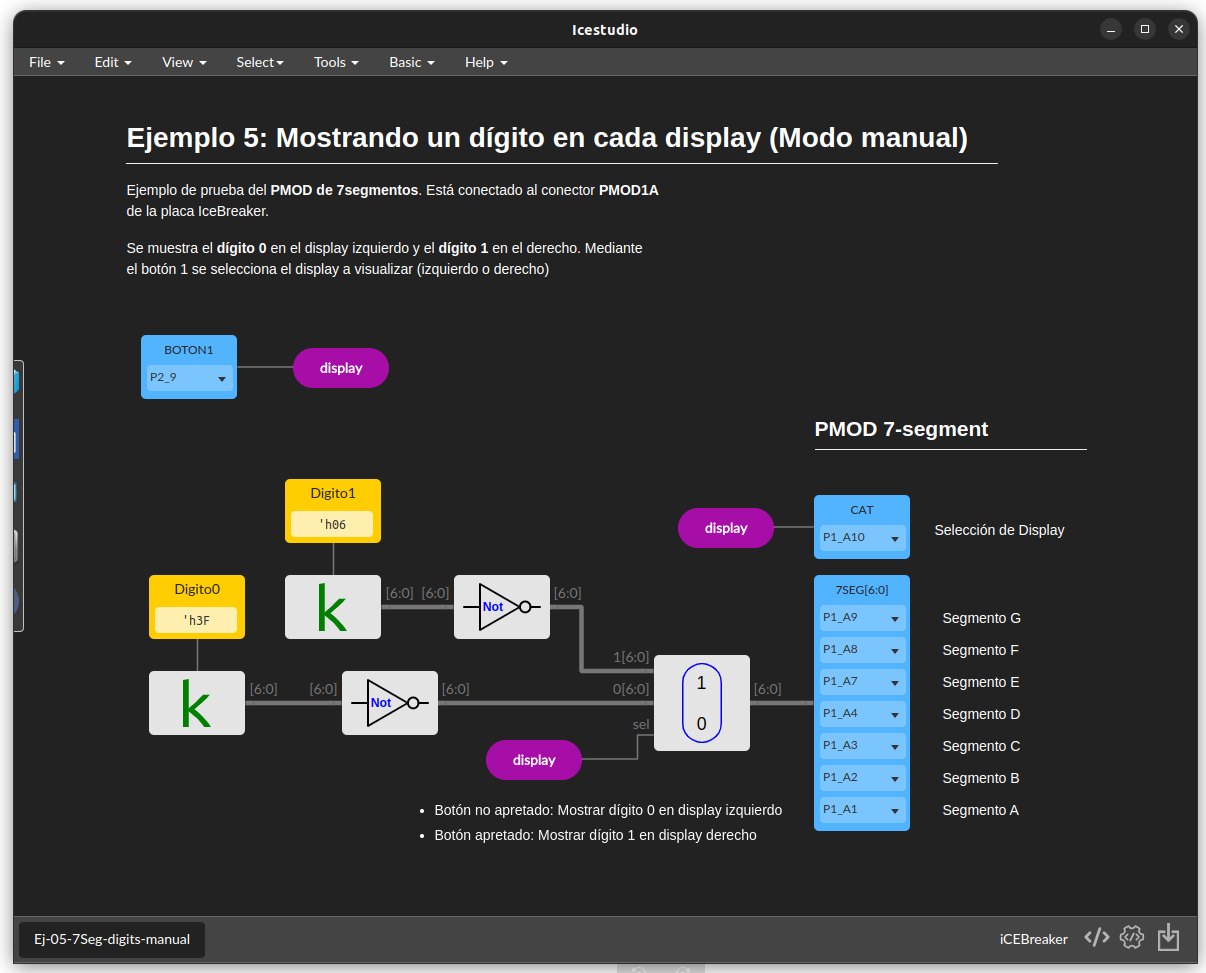 Icestudio
File Edit View Select Tools Basic Help
Ejemplo 5: Mostrando un dígito en cada display (Modo manual)
Ejemplo de prueba del PMOD de 7segmentos. Está conectado al conector PMOD1A
de la placa IceBreaker.
Se muestra el dígito 0 en el display izquierdo y el dígito 1 en el derecho. Mediante
el botón 1 se selecciona el display a visualizar (izquierdo o derecho)
BOTON1
P2_9
display
PMOD 7-segment
Digito1
'h06
display
CAT
P1_A10
Selección de Display
Digito0
'h3F
k
[6:0] [6:0]
Not
[6:0]
k
[6:0] [6:0]
Not
[6:0]
1[6:0]
0[6:0]
sel
1
0
[6:0]
display
7SEG[6:0]
P1_A9 Segmento G
P1_A8 Segmento F
P1_A7 Segmento E
P1_A4 Segmento D
P1_A3 Segmento C
P1_A2 Segmento B
P1_A1 Segmento A
• Botón no apretado: Mostrar dígito 0 en display izquierdo
• Botón apretado: Mostrar dígito 1 en display derecho
Ej-05-7Seg-digits-manual
iCEBreaker